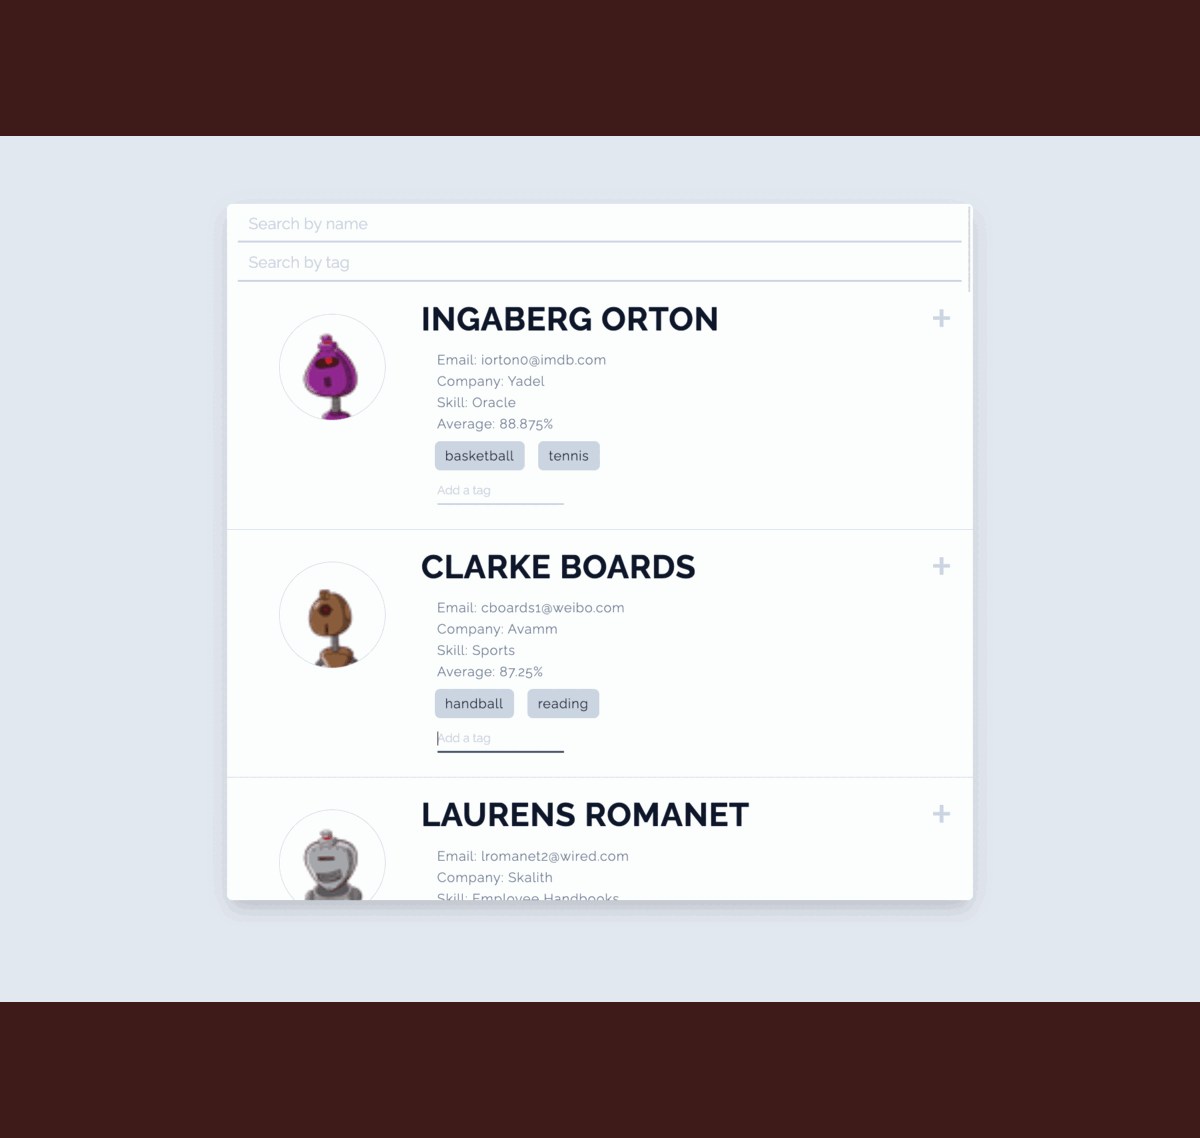 Search by name
Search by tag
INGABERG ORTON
+
Email: iorton0@imdb.com
Company: Yadel
Skill: Oracle
Average: 88.875%
basketball tennis
Add a tag
CLARKE BOARDS
+
Email: cboards1@weibo.com
Company: Avamm
Skill: Sports
Average: 87.25%
handball reading
Add a tag
LAURENS ROMANET
+
Email: lromanet2@wired.com
Company: Skalith
Skill: Employee Handbooks